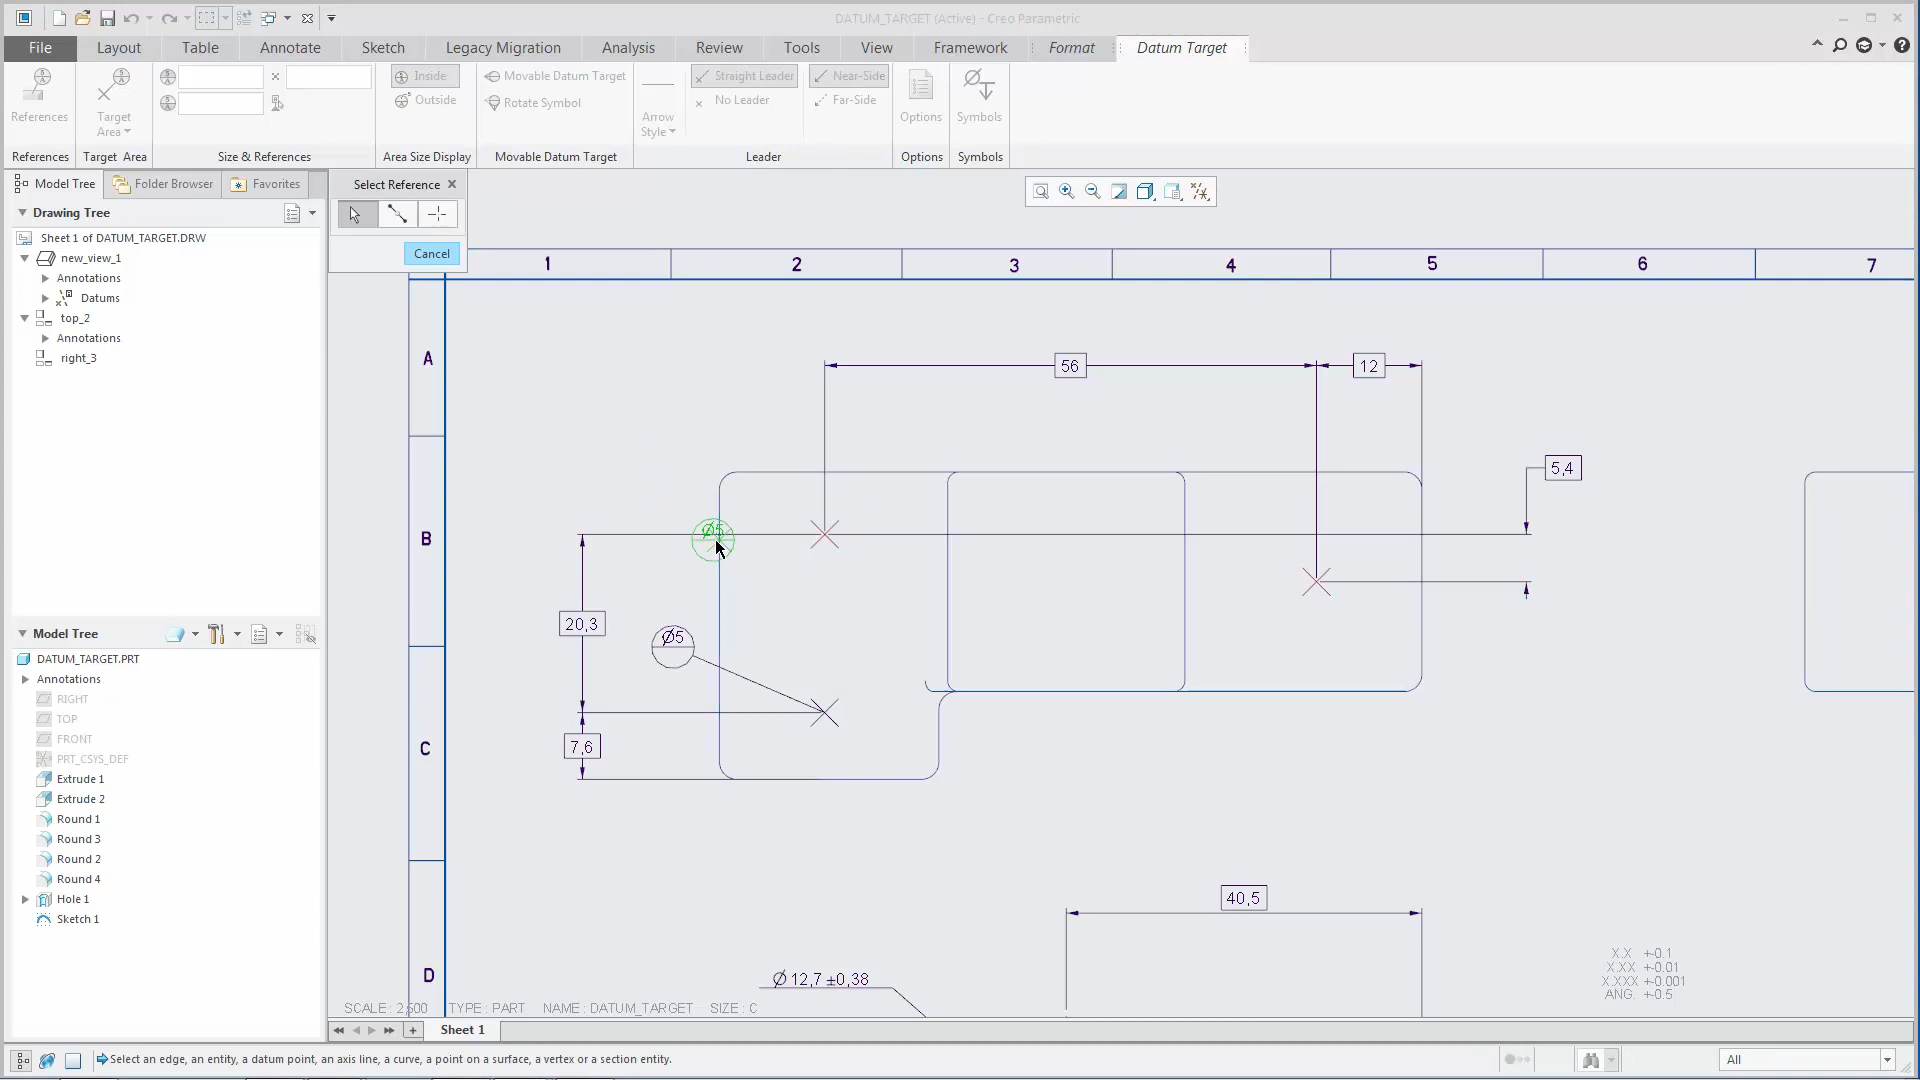 DATUM_TARGET (Active) - Creo Parametric
File Layout Table Annotate Sketch Legacy Migration Analysis Review Tools View Framework Format Datum Target
References
Target Area
Inside
Outside
Movable Datum Target
Rotate Symbol
Arrow Style
Straight Leader
No Leader
Near-Side
Far-Side
Options
Symbols
References Target Area Size & References Area Size Display Movable Datum Target Leader Options Symbols
Model Tree Folder Browser Favorites
Drawing Tree
Sheet 1 of DATUM_TARGET.DRW
new_view_1
Annotations
Datums
top_2
Annotations
right_3
Model Tree
DATUM_TARGET.PRT
Annotations
RIGHT
TOP
FRONT
PRT_CSYS_DEF
Extrude 1
Extrude 2
Round 1
Round 3
Round 2
Round 4
Hole 1
Sketch 1
Select Reference
Cancel
1 2 3 4 5 6 7
A
B
C
D
56
12
5,4
Ø5
20,3
Ø5
7,6
40,5
Ø 12,7 ±0,38
X.X +-0.1
X.XX +-0.01
X.XXX +-0.001
ANG. +-0.5
SCALE : 2,500 TYPE : PART NAME : DATUM_TARGET SIZE : C
Sheet 1
Select an edge, an entity, a datum point, an axis line, a curve, a point on a surface, a vertex or a section entity.
All